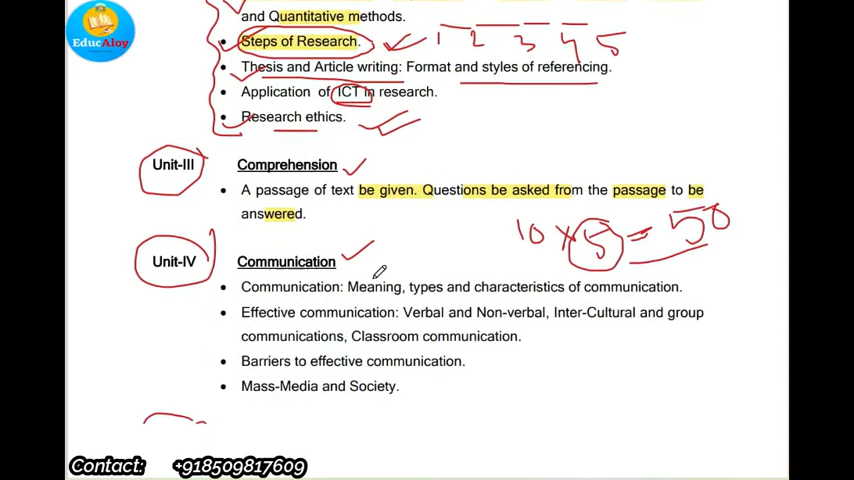 and Quantitative methods.
EducAloy
Steps of Research.
1 2 3 4 5
Thesis and Article writing: Format and styles of referencing.
Application of ICT in research.
Research ethics.
Unit-III
Comprehension
A passage of text be given. Questions be asked from the passage to be
answered.
10 × 5 = 50
Unit-IV
Communication
Communication: Meaning, types and characteristics of communication.
Effective communication: Verbal and Non-verbal, Inter-Cultural and group
communications, Classroom communication.
Barriers to effective communication.
Mass-Media and Society.
Contact: +918509817609